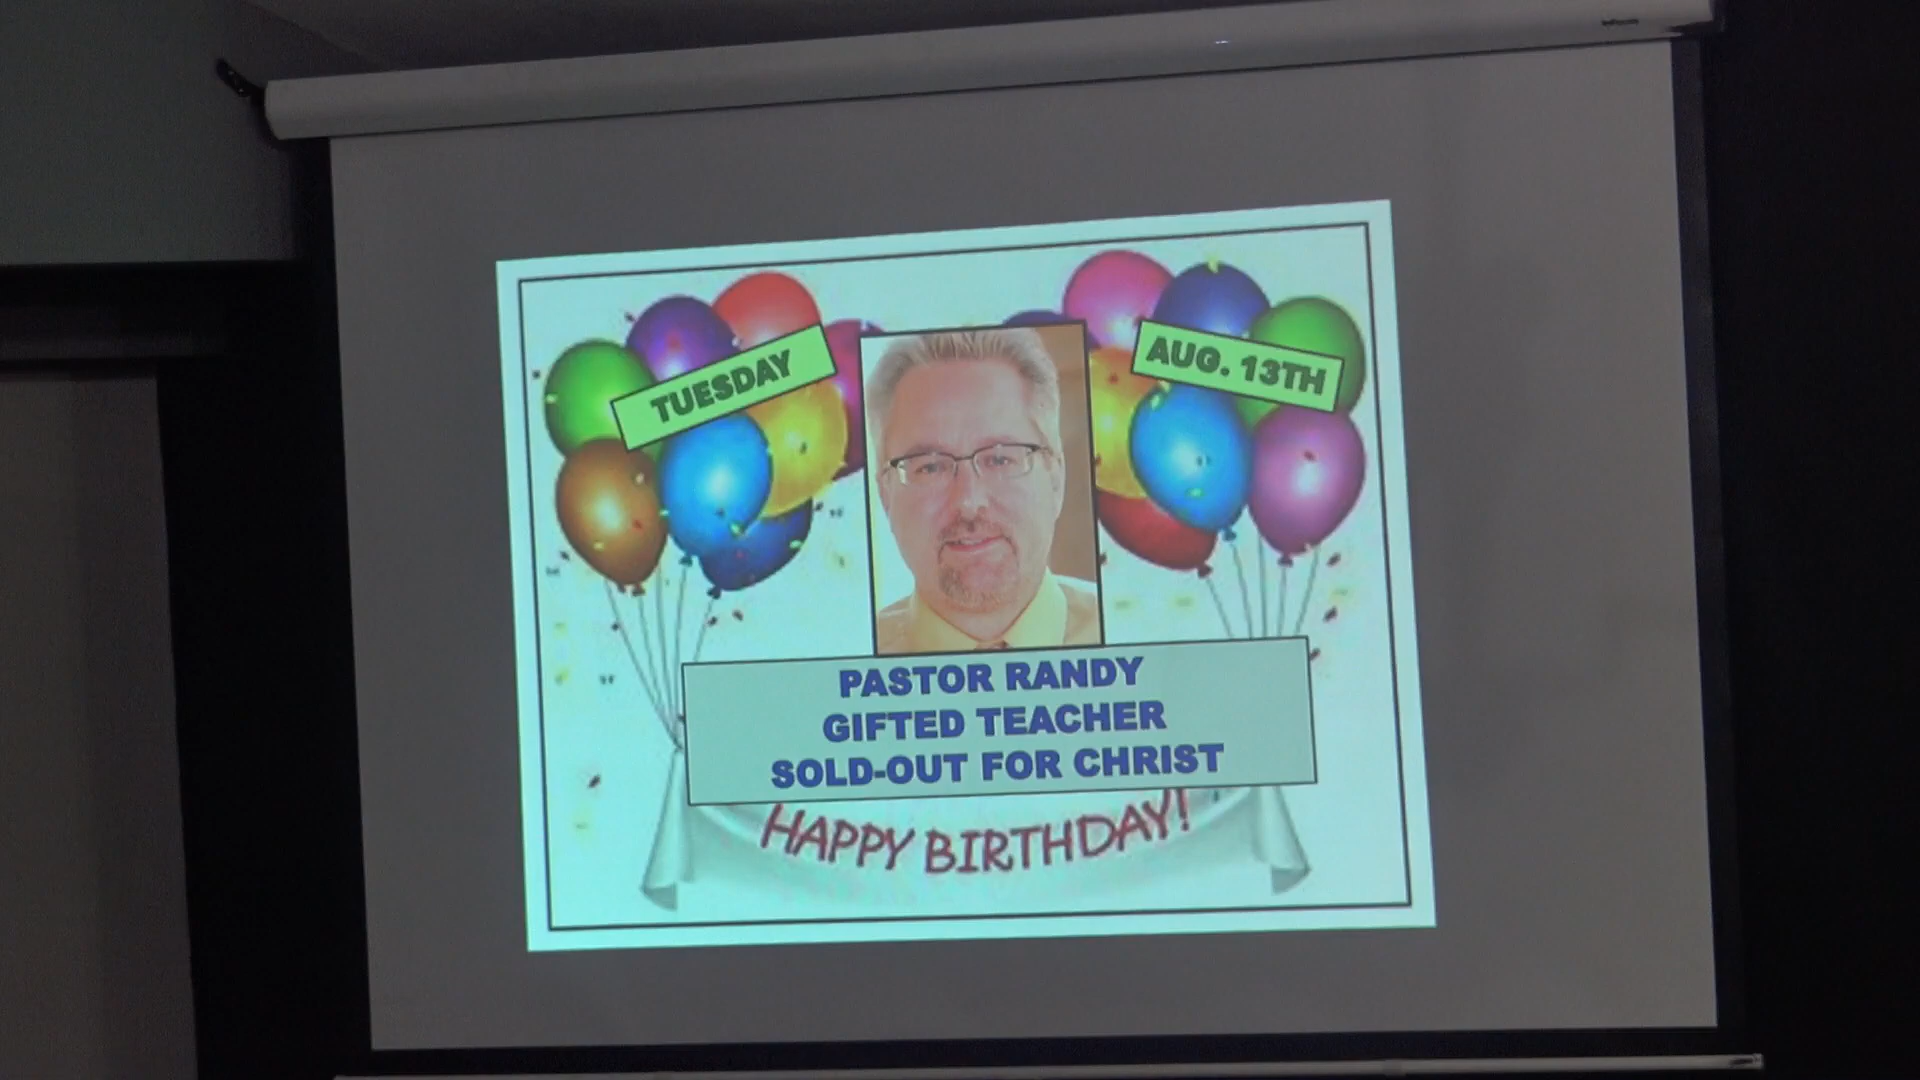 TUESDAY
AUG. 13TH
PASTOR RANDY
GIFTED TEACHER
SOLD-OUT FOR CHRIST
HAPPY BIRTHDAY!